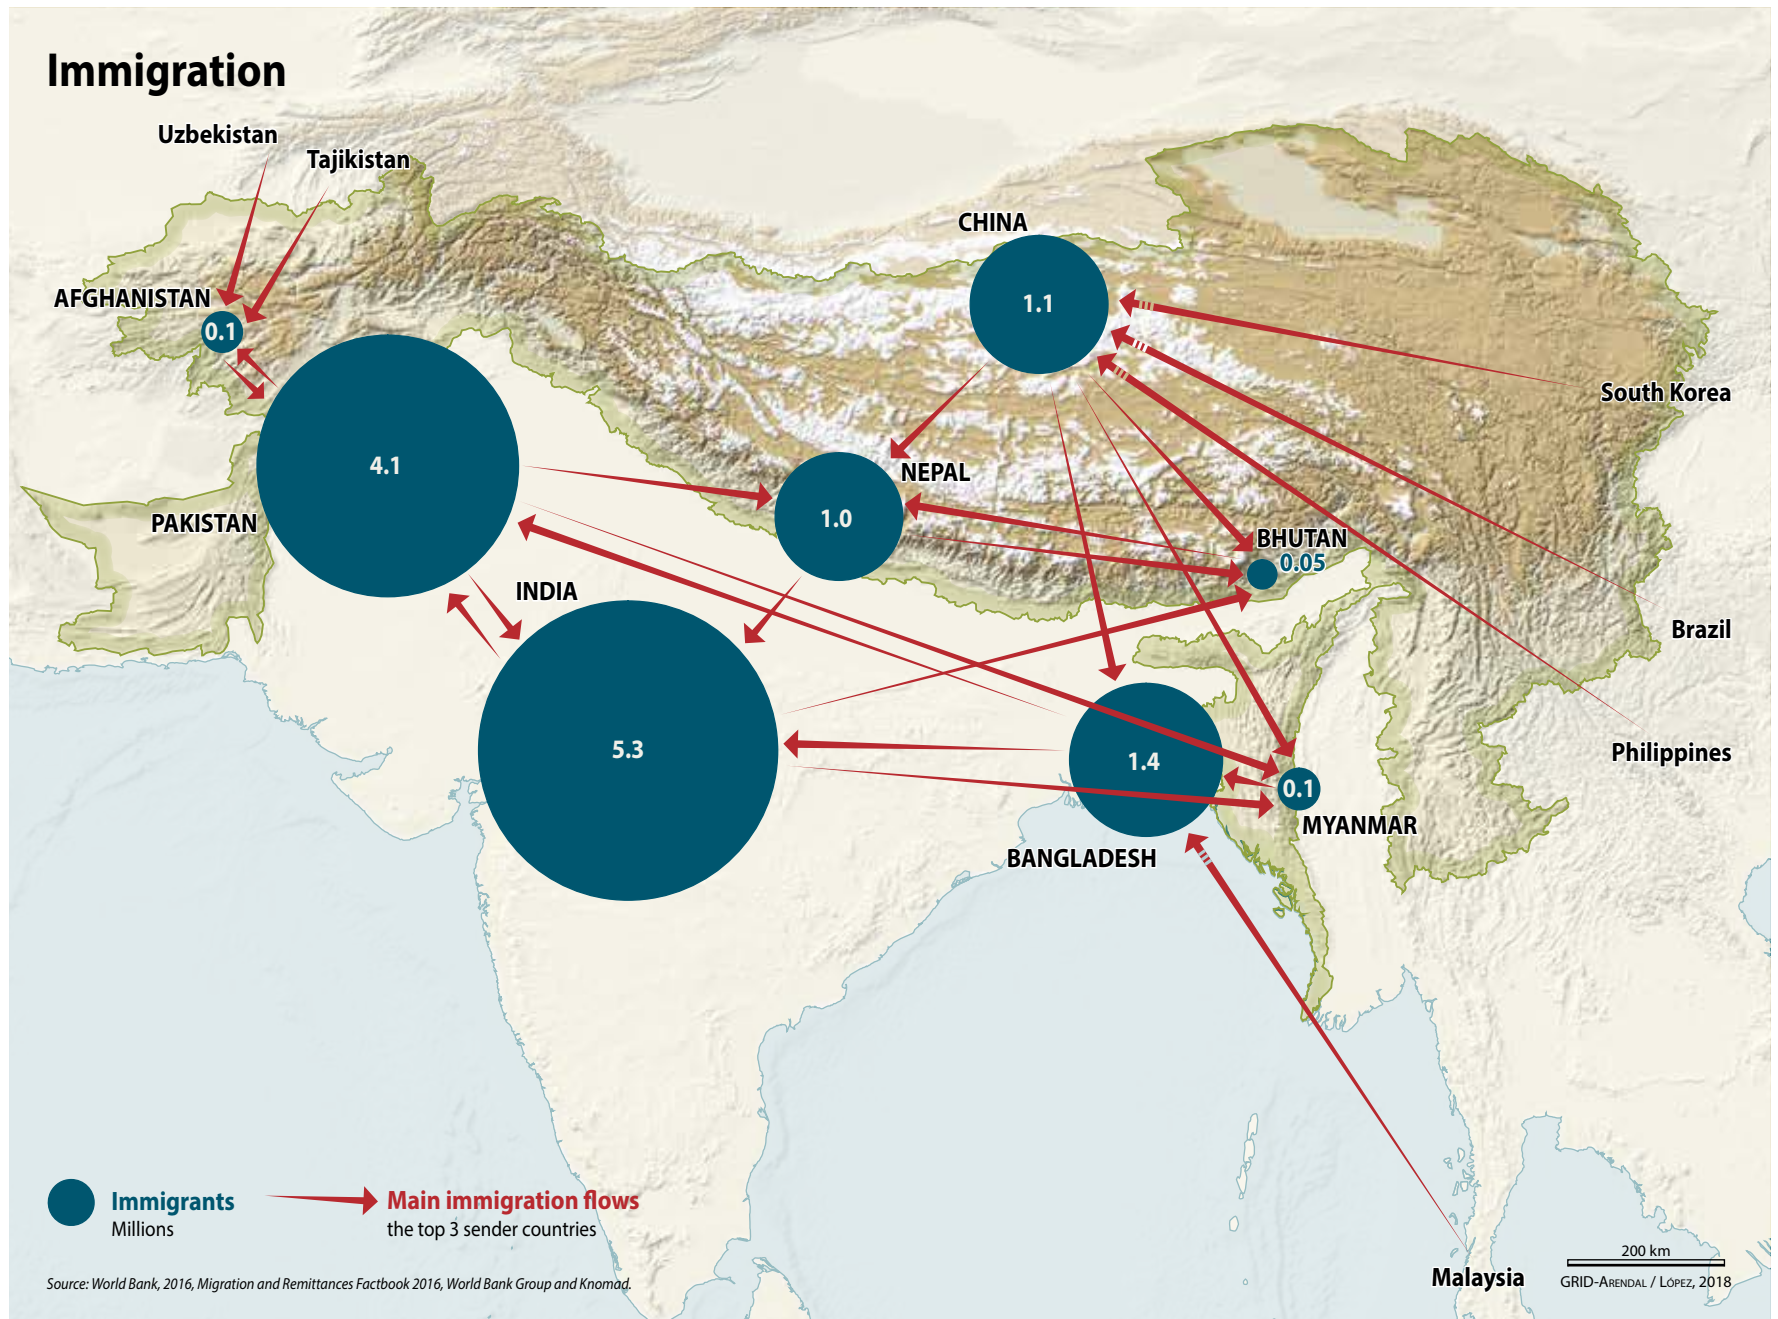 Immigration
Uzbekistan
Tajikistan
CHINA
AFGHANISTAN
0.1
1.1
South Korea
4.1
NEPAL
PAKISTAN
1.0
BHUTAN
0.05
INDIA
Brazil
5.3
1.4
Philippines
0.1
MYANMAR
BANGLADESH
Immigrants
Millions
Main immigration flows
the top 3 sender countries
200 km
Malaysia
GRID-Arendal / López, 2018
Source: World Bank, 2016, Migration and Remittances Factbook 2016, World Bank Group and Knomad.